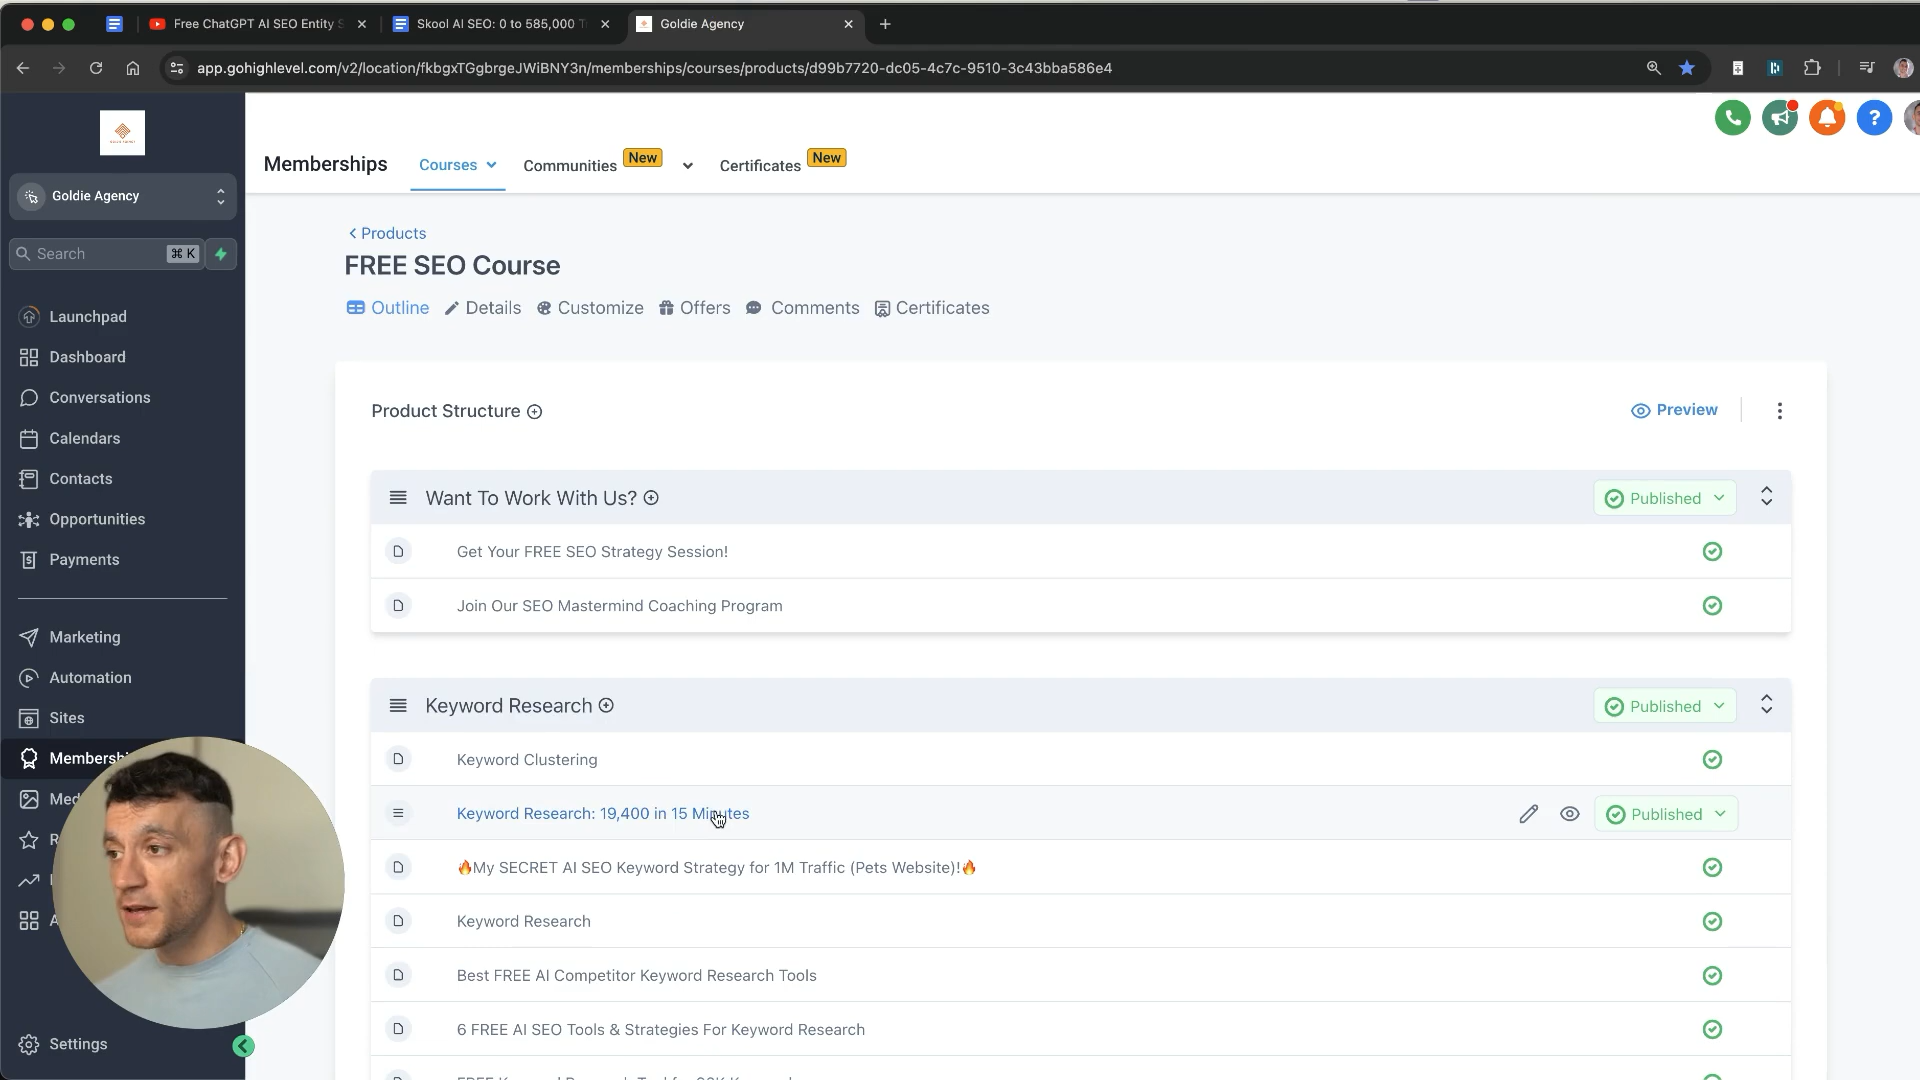 Free ChatGPT AI SEO Entity S
Skool AI SEO: 0 to 585,000 T
Goldie Agency
app.gohighlevel.com/v2/location/fkbgxTGgbrgeJWiBNY3n/memberships/courses/products/d99b7720-dc05-4c7c-9510-3c43bba586e4
Goldie Agency
Search
⌘ K
Launchpad
Dashboard
Conversations
Calendars
Contacts
Opportunities
Payments
Marketing
Automation
Sites
Membershi
Med
R
A
Settings
Memberships
Courses
Communities
New
Certificates
New
< Products
FREE SEO Course
Outline
Details
Customize
Offers
Comments
Certificates
Product Structure
Preview
Want To Work With Us?
Published
Get Your FREE SEO Strategy Session!
Join Our SEO Mastermind Coaching Program
Keyword Research
Published
Keyword Clustering
Keyword Research: 19,400 in 15 Minutes
Published
🔥My SECRET AI SEO Keyword Strategy for 1M Traffic (Pets Website)!🔥
Keyword Research
Best FREE AI Competitor Keyword Research Tools
6 FREE AI SEO Tools & Strategies For Keyword Research